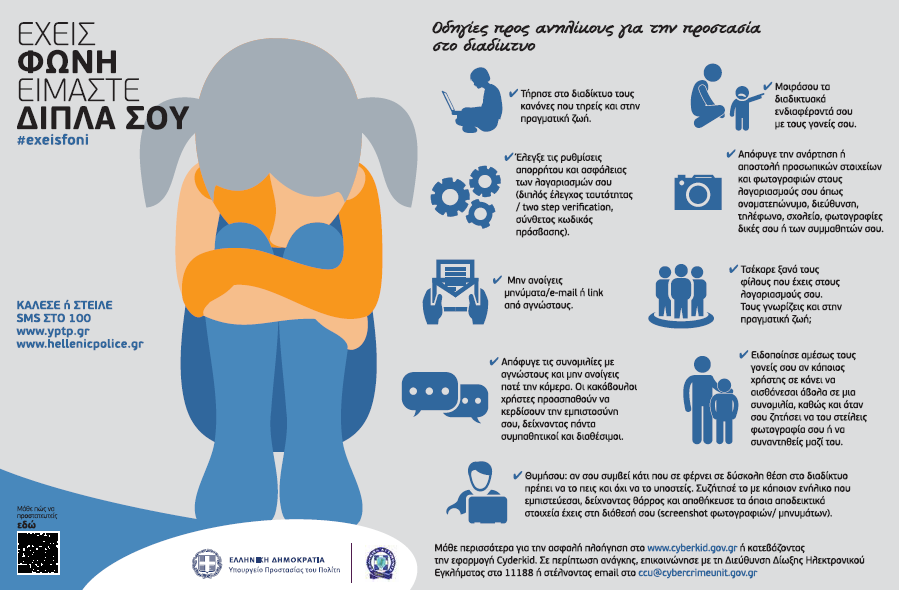 ΕΧΕΙΣ
ΦΩΝΗ
ΕΙΜΑΣΤΕ
ΔΙΠΛΑ ΣΟΥ
#exeisfoni
ΚΑΛΕΣΕ ή ΣΤΕΙΛΕ
SMS ΣΤΟ 100
www.yptp.gr
www.hellenicpolice.gr
Μάθε πώς να
προστατευτείς
εδώ
ΕΛΛΗΝΙΚΗ ΔΗΜΟΚΡΑΤΙΑ
Υπουργείο Προστασίας του Πολίτη
Οδηγίες προς ανηλίκους για την προστασία
στο διαδίκτυο
✔ Τήρησε στο διαδίκτυο τους
κανόνες που τηρείς και στην
πραγματική ζωή.
✔ Μοιράσου τα
διαδικτυακά
ενδιαφέροντά σου
με τους γονείς σου.
✔ Έλεγξε τις ρυθμίσεις
απορρήτου και ασφάλειας
των λογαριασμών σου
(διπλός έλεγχος ταυτότητας
/ two step verification,
σύνθετος κωδικός
πρόσβασης).
✔ Απόφυγε την ανάρτηση ή
αποστολή προσωπικών στοιχείων
και φωτογραφιών στους
λογαριασμούς σου όπως
ονοματεπώνυμο, διεύθυνση,
τηλέφωνο, σχολείο, φωτογραφίες
δικές σου ή των συμμαθητών σου.
✔ Μην ανοίγεις
μηνύματα/e-mail ή link
από αγνώστους.
✔ Τσέκαρε ξανά τους
φίλους που έχεις στους
λογαριασμούς σου.
Τους γνωρίζεις και στην
πραγματική ζωή;
✔ Απόφυγε τις συνομιλίες με
αγνώστους και μην ανοίγεις
ποτέ την κάμερα. Οι κακόβουλοι
χρήστες προσπαθούν να
κερδίσουν την εμπιστοσύνη
σου, δείχνοντας πάντα
συμπαθητικοί και διαθέσιμοι.
✔ Ειδοποίησε αμέσως τους
γονείς σου αν κάποιος
χρήστης σε κάνει να
αισθάνεσαι άβολα σε μια
συνομιλία, καθώς και όταν
σου ζητήσει να του στείλεις
φωτογραφία σου ή να
συναντηθείς μαζί του.
✔ Θυμήσου: αν σου συμβεί κάτι που σε φέρνει σε δύσκολη θέση στο διαδίκτυο
πρέπει να το πεις και όχι να το υποστείς. Συζήτησέ το με κάποιον ενήλικο που
εμπιστεύεσαι, δείχνοντας θάρρος και αποθήκευσε τα όποια αποδεικτικά
στοιχεία έχεις στη διάθεσή σου (screenshot φωτογραφιών/ μηνυμάτων).
Μάθε περισσότερα για την ασφαλή πλοήγηση στο www.cyberkid.gov.gr ή κατεβάζοντας
την εφαρμογή Cyderkid. Σε περίπτωση ανάγκης, επικοινώνησε με τη Διεύθυνση Δίωξης Ηλεκτρονικού
Εγκλήματος στο 11188 ή στέλνοντας email στο ccu@cybercrimeunit.gov.gr